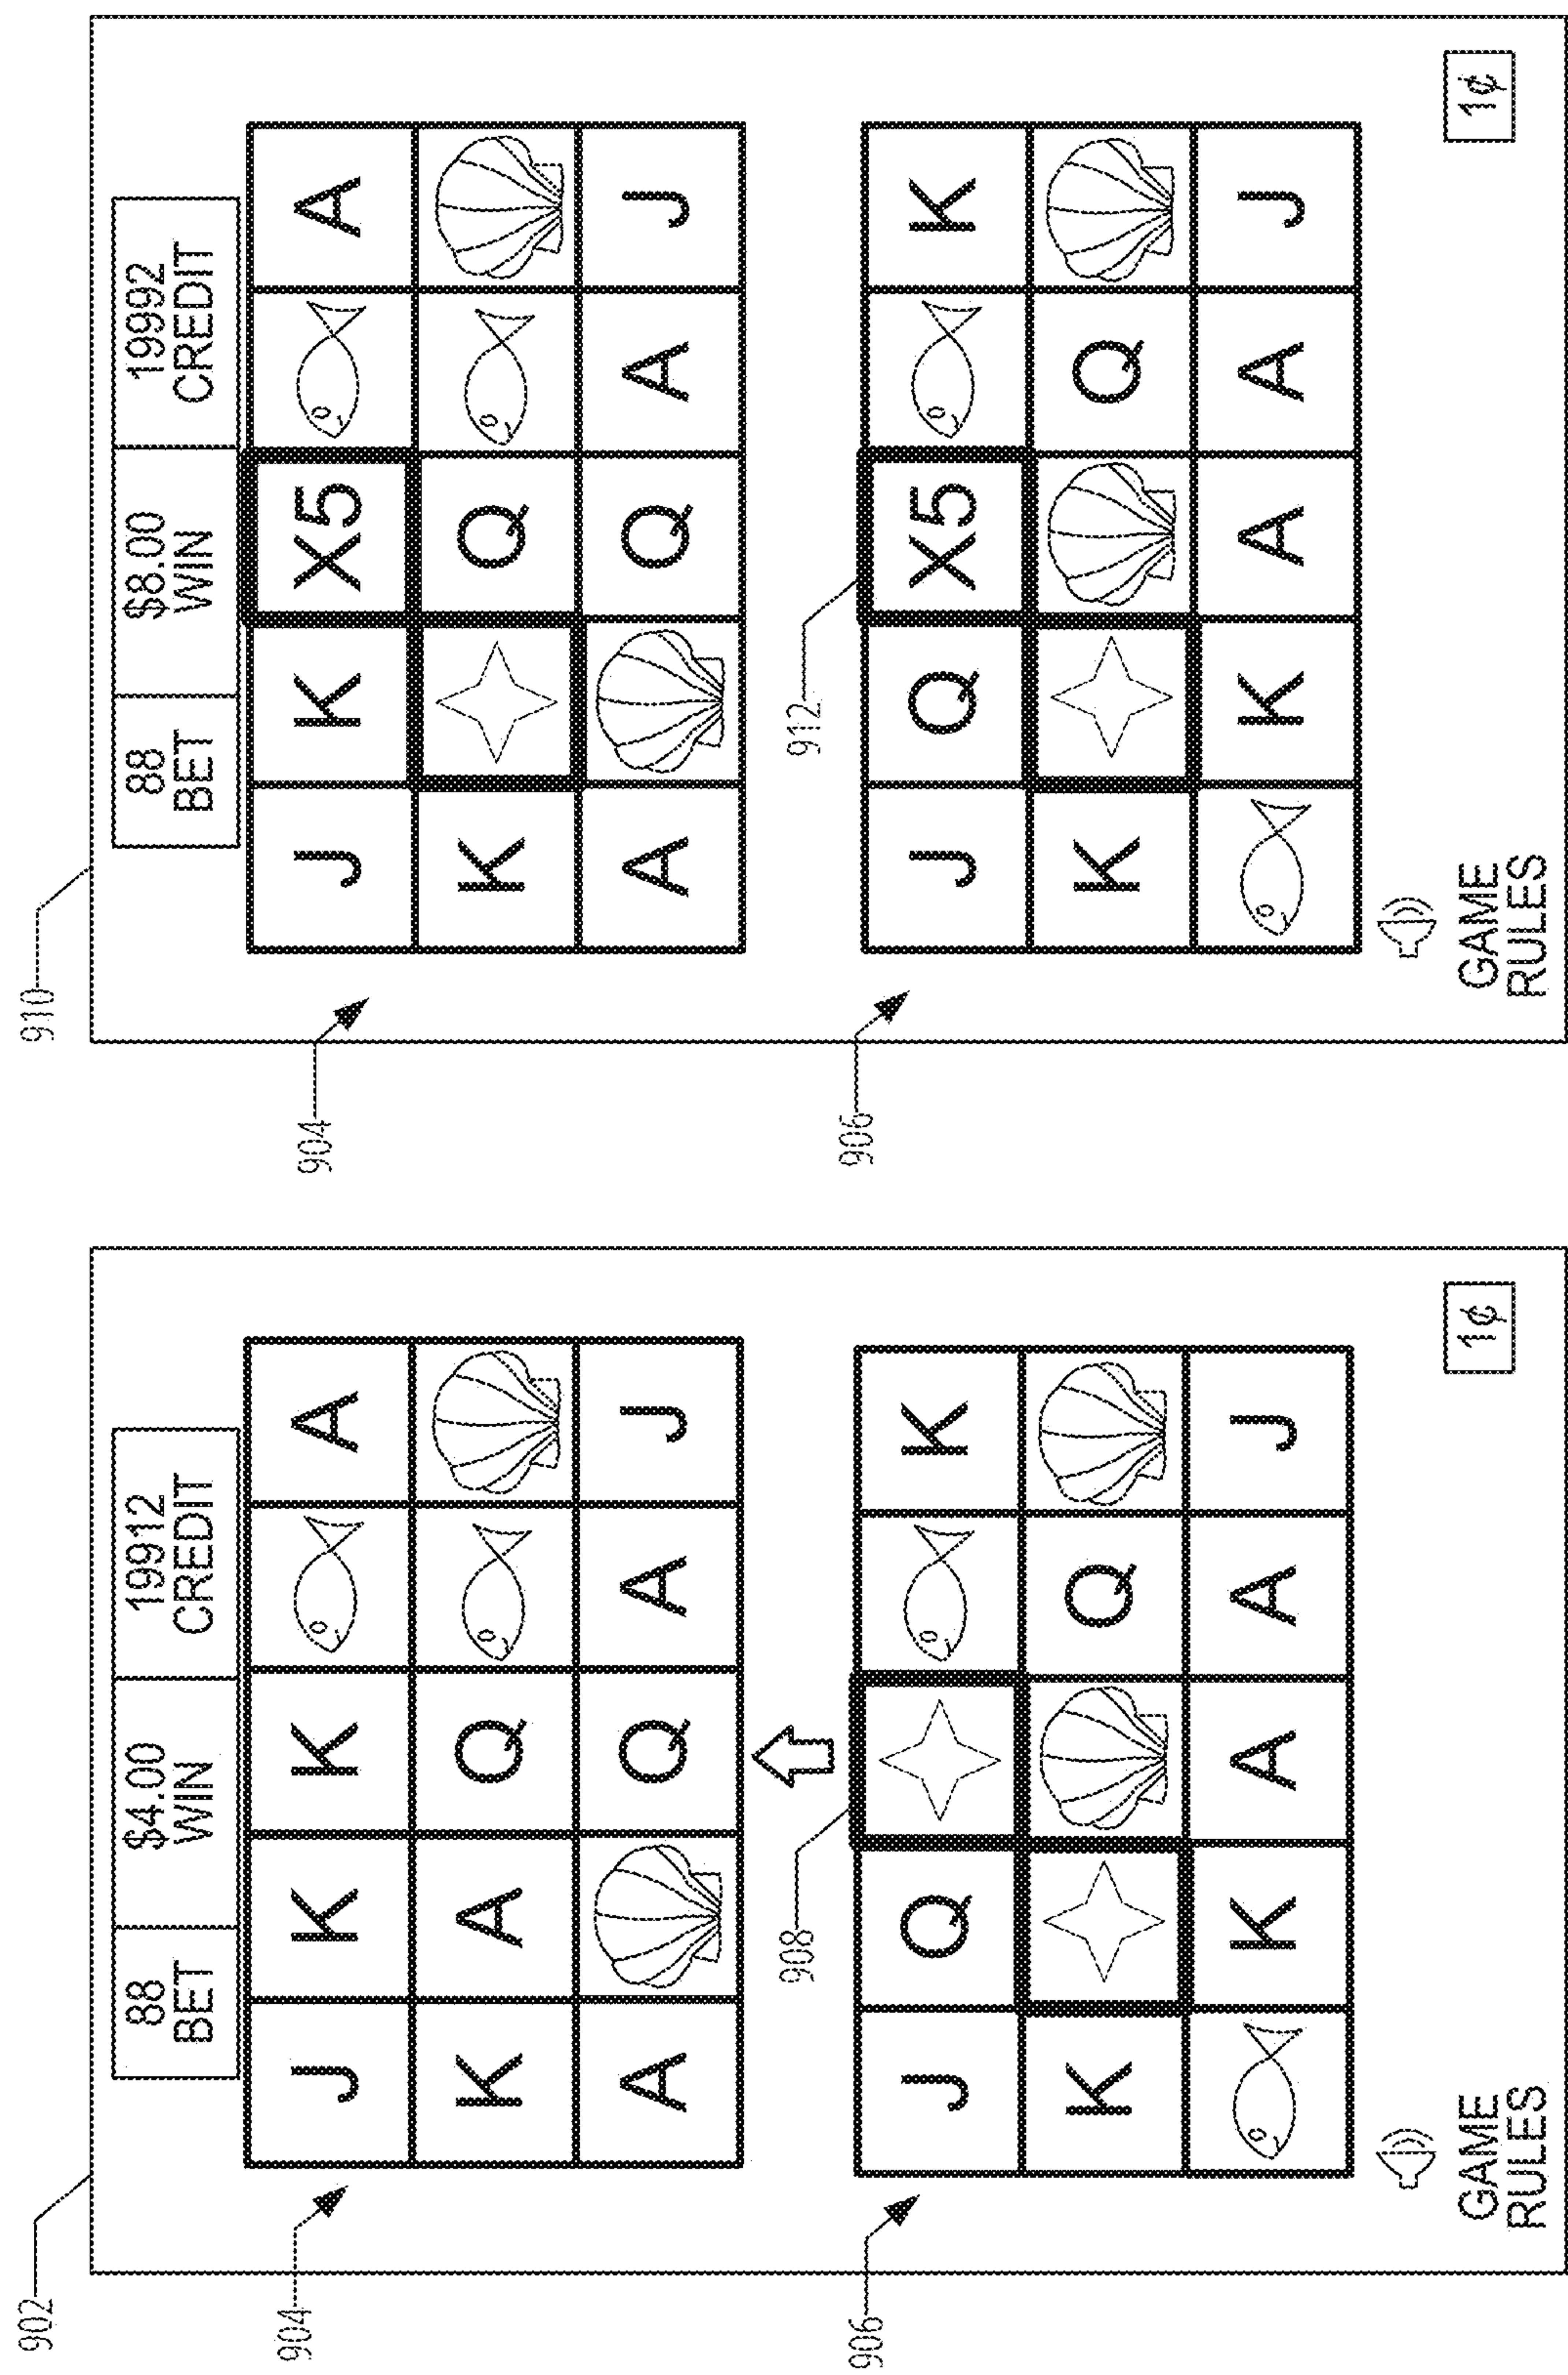 902
88
BET
$4.00
WIN
19912
CREDIT
904
J K K A
K A Q
A Q A J
908
906
J Q K
K Q
K A A J
GAME
RULES
1¢
910
88
BET
$8.00
WIN
19992
CREDIT
904
J K X5 A
K Q
A Q A J
912
906
J Q X5 K
K Q
K A A J
GAME
RULES
1¢